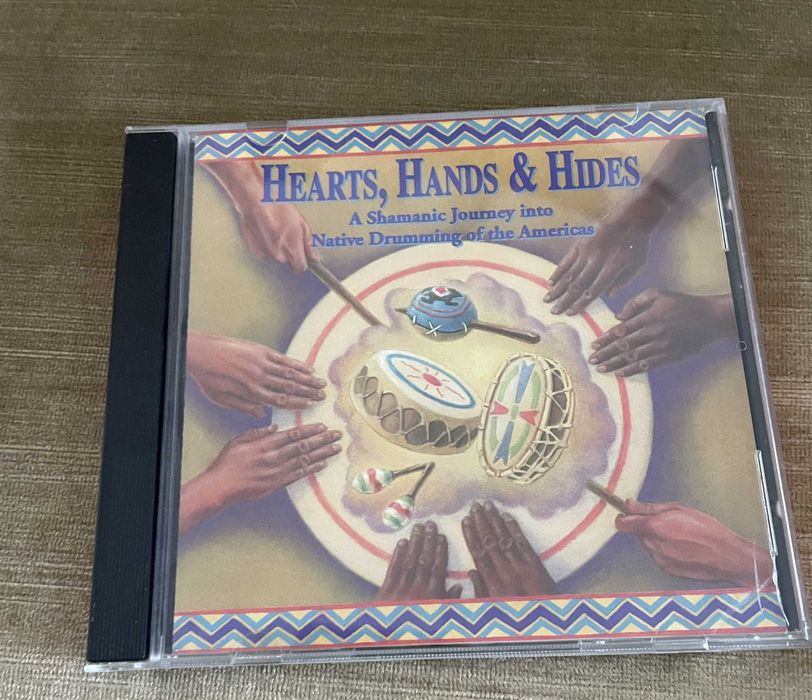 HEARTS, HANDS & HIDES
A Shamanic Journey into
Native Drumming of the Americas